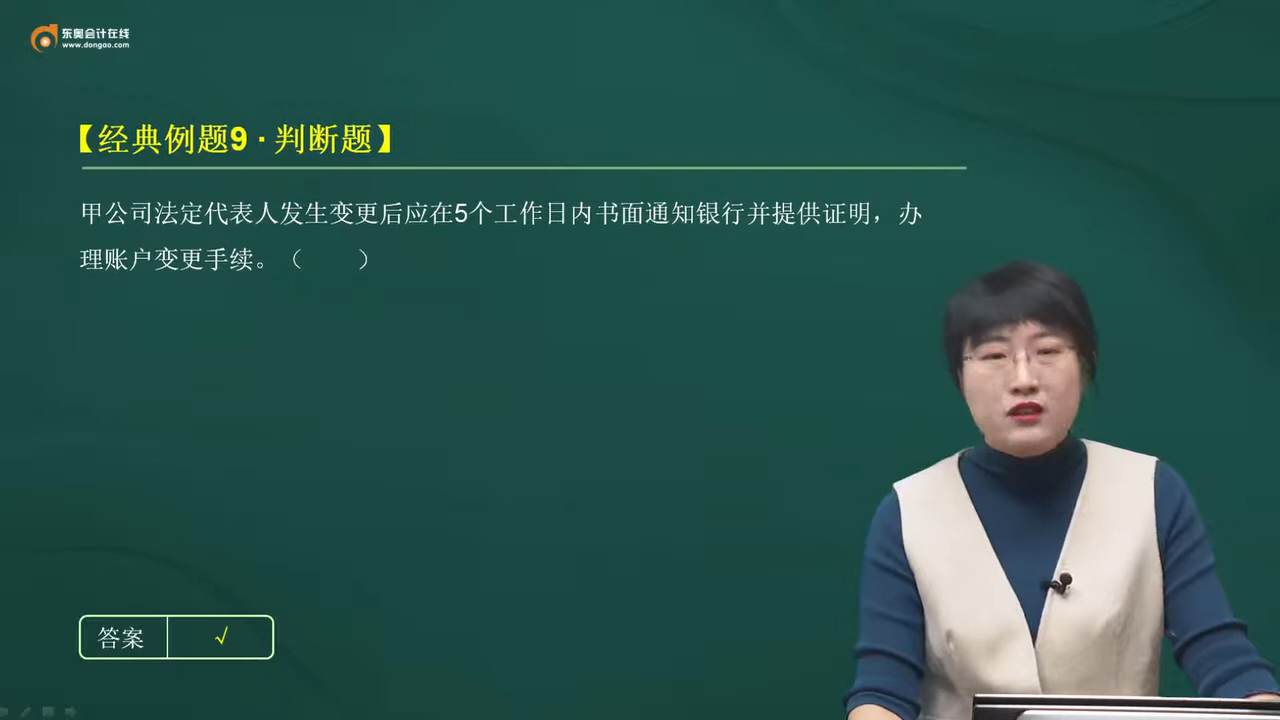 东奥会计在线
www.dongao.com
【经典例题9·判断题】
甲公司法定代表人发生变更后应在5个工作日内书面通知银行并提供证明，办
理账户变更手续。（  ）
答案 √